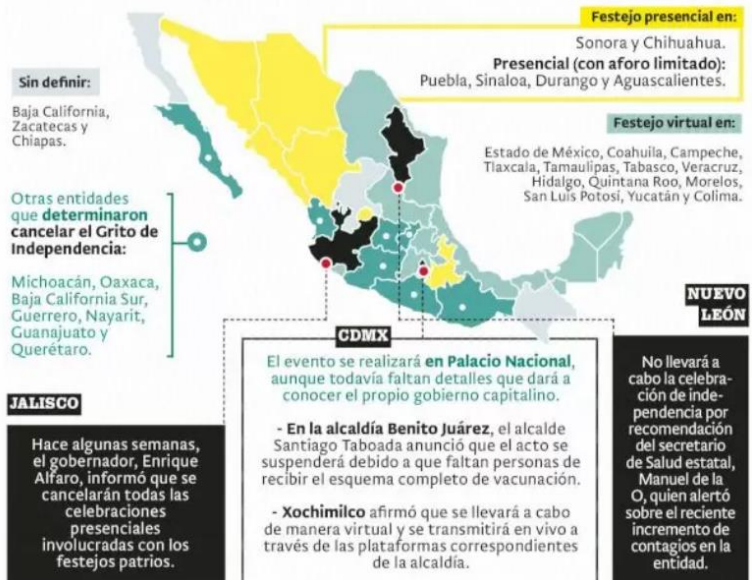 Festejo presencial en:
Sonora y Chihuahua.
Presencial (con aforo limitado):
Puebla, Sinaloa, Durango y Aguascalientes.
Sin definir:
Baja California,
Zacatecas y
Chiapas.
Festejo virtual en:
Estado de México, Coahuila, Campeche,
Tlaxcala, Tamaulipas, Tabasco, Veracruz,
Hidalgo, Quintana Roo, Morelos,
San Luis Potosí, Yucatán y Colima.
Otras entidades
que determinaron
cancelar el Grito de
Independencia:
Michoacán, Oaxaca,
Baja California Sur,
Guerrero, Nayarit,
Guanajuato y
Querétaro.
JALISCO
Hace algunas semanas,
el gobernador, Enrique
Alfaro, informó que se
cancelarán todas las
celebraciones
presenciales
involucradas con los
festejos patrios.
CDMX
El evento se realizará en Palacio Nacional,
aunque todavía faltan detalles que dará a
conocer el propio gobierno capitalino.
- En la alcaldía Benito Juárez, el alcalde
Santiago Taboada anunció que el acto se
suspenderá debido a que faltan personas de
recibir el esquema completo de vacunación.
- Xochimilco afirmó que se llevará a cabo
de manera virtual y se transmitirá en vivo a
través de las plataformas correspondientes
de la alcaldía.
NUEVO
LEÓN
No llevará a
cabo la celebra-
ción de inde-
pendencia por
recomendación
del secretario
de Salud estatal,
Manuel de la
O, quien alertó
sobre el reciente
incremento de
contagios en la
entidad.